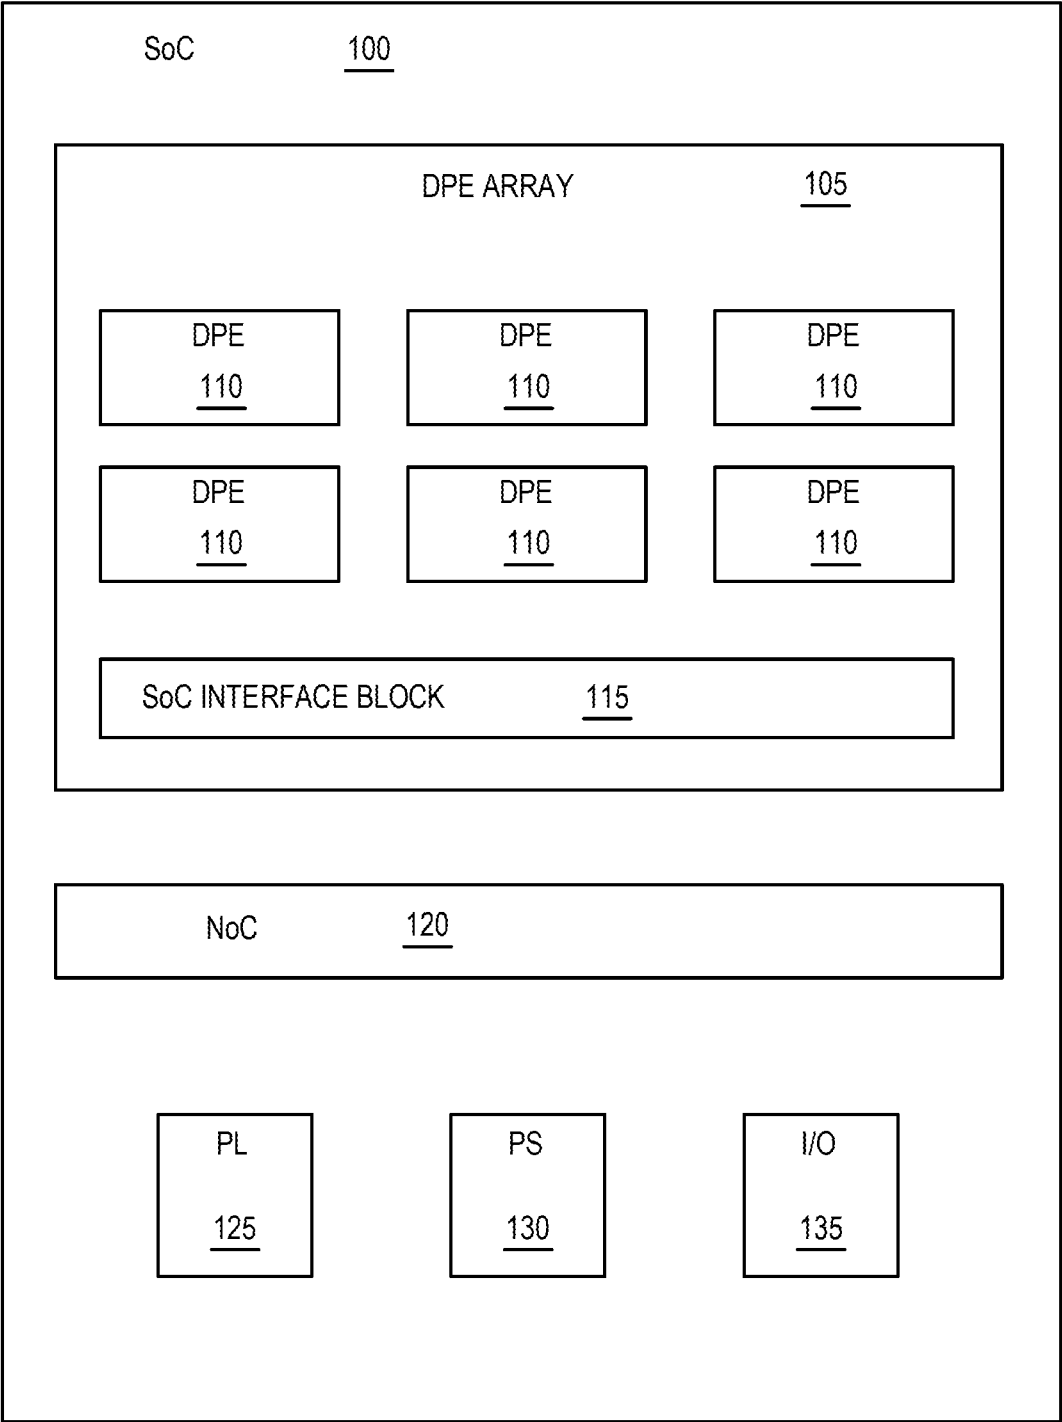 SoC 100
DPE ARRAY 105
DPE DPE DPE
110 110 110
DPE DPE DPE
110 110 110
SoC INTERFACE BLOCK 115
NoC 120
PL PS I/O
125 130 135